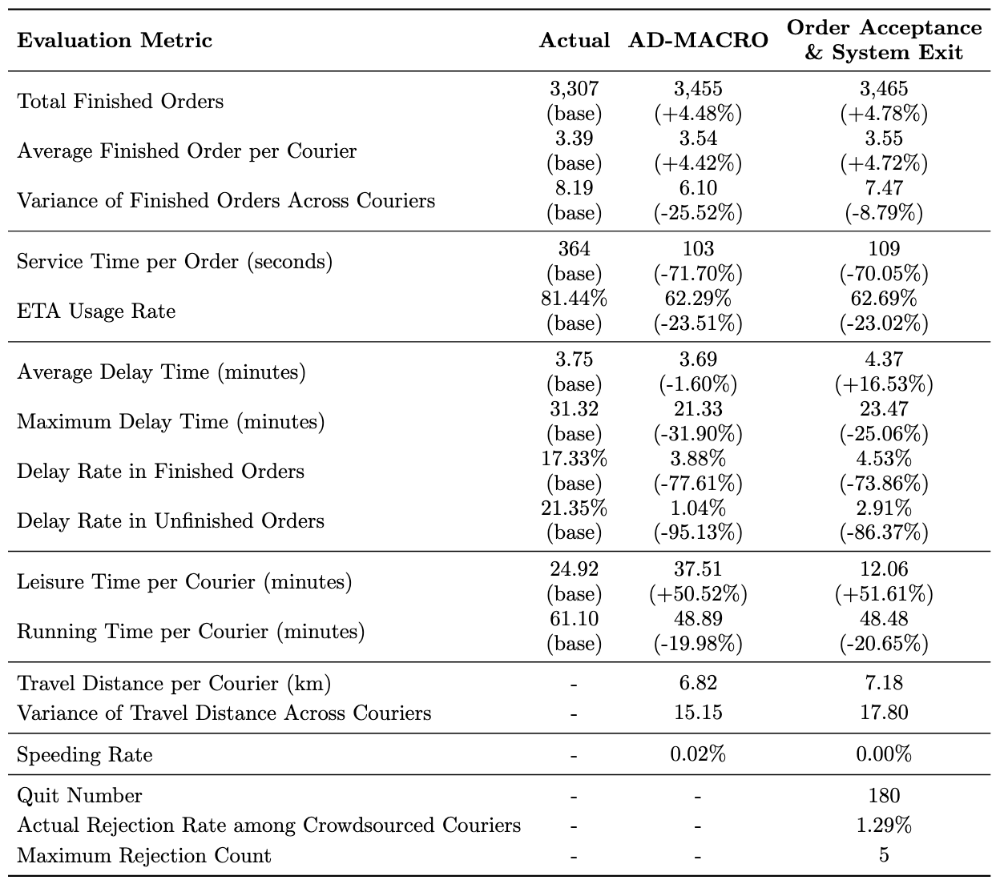 Evaluation Metric Actual AD-MACRO Order Acceptance
& System Exit
Total Finished Orders 3,307 3,455 3,465
(base) (+4.48%) (+4.78%)
Average Finished Order per Courier 3.39 3.54 3.55
(base) (+4.42%) (+4.72%)
Variance of Finished Orders Across Couriers 8.19 6.10 7.47
(base) (-25.52%) (-8.79%)
Service Time per Order (seconds) 364 103 109
(base) (-71.70%) (-70.05%)
ETA Usage Rate 81.44% 62.29% 62.69%
(base) (-23.51%) (-23.02%)
Average Delay Time (minutes) 3.75 3.69 4.37
(base) (-1.60%) (+16.53%)
Maximum Delay Time (minutes) 31.32 21.33 23.47
(base) (-31.90%) (-25.06%)
Delay Rate in Finished Orders 17.33% 3.88% 4.53%
(base) (-77.61%) (-73.86%)
Delay Rate in Unfinished Orders 21.35% 1.04% 2.91%
(base) (-95.13%) (-86.37%)
Leisure Time per Courier (minutes) 24.92 37.51 12.06
(base) (+50.52%) (+51.61%)
Running Time per Courier (minutes) 61.10 48.89 48.48
(base) (-19.98%) (-20.65%)
Travel Distance per Courier (km) - 6.82 7.18
Variance of Travel Distance Across Couriers - 15.15 17.80
Speeding Rate - 0.02% 0.00%
Quit Number - - 180
Actual Rejection Rate among Crowdsourced Couriers - - 1.29%
Maximum Rejection Count - - 5